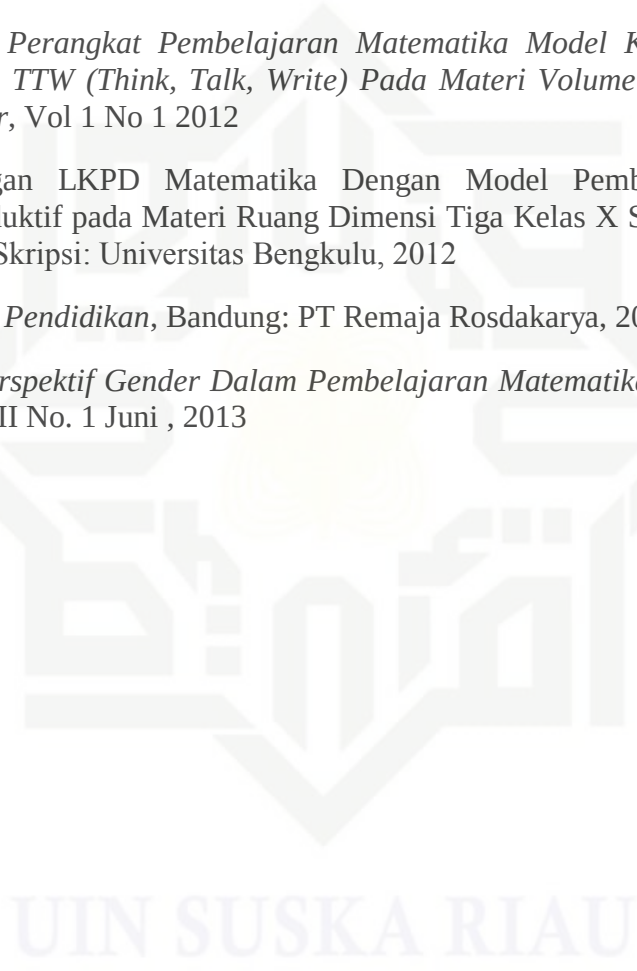 Perangkat Pembelajaran Matematika Model K
TTW (Think, Talk, Write) Pada Materi Volume
r, Vol 1 No 1 2012
gan LKPD Matematika Dengan Model Pemb
duktif pada Materi Ruang Dimensi Tiga Kelas X S
Skripsi: Universitas Bengkulu, 2012
Pendidikan, Bandung: PT Remaja Rosdakarya, 20
rspektif Gender Dalam Pembelajaran Matematika
II No. 1 Juni , 2013
UIN SUSKA RIAU